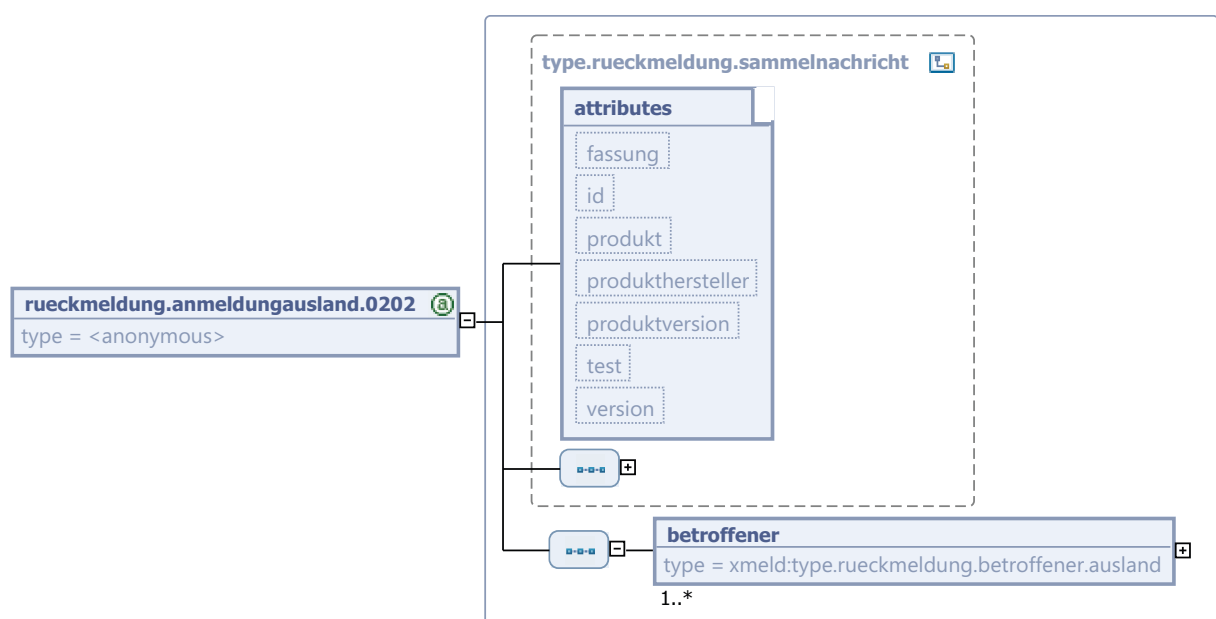 type.rueckmeldung.sammelnachricht
attributes
fassung
id
produkt
produkthersteller
produktversion
test
version
rueckmeldung.anmeldungausland.0202 @
type = <anonymous>
betroffener
type = xmeld:type.rueckmeldung.betroffener.ausland
1..*